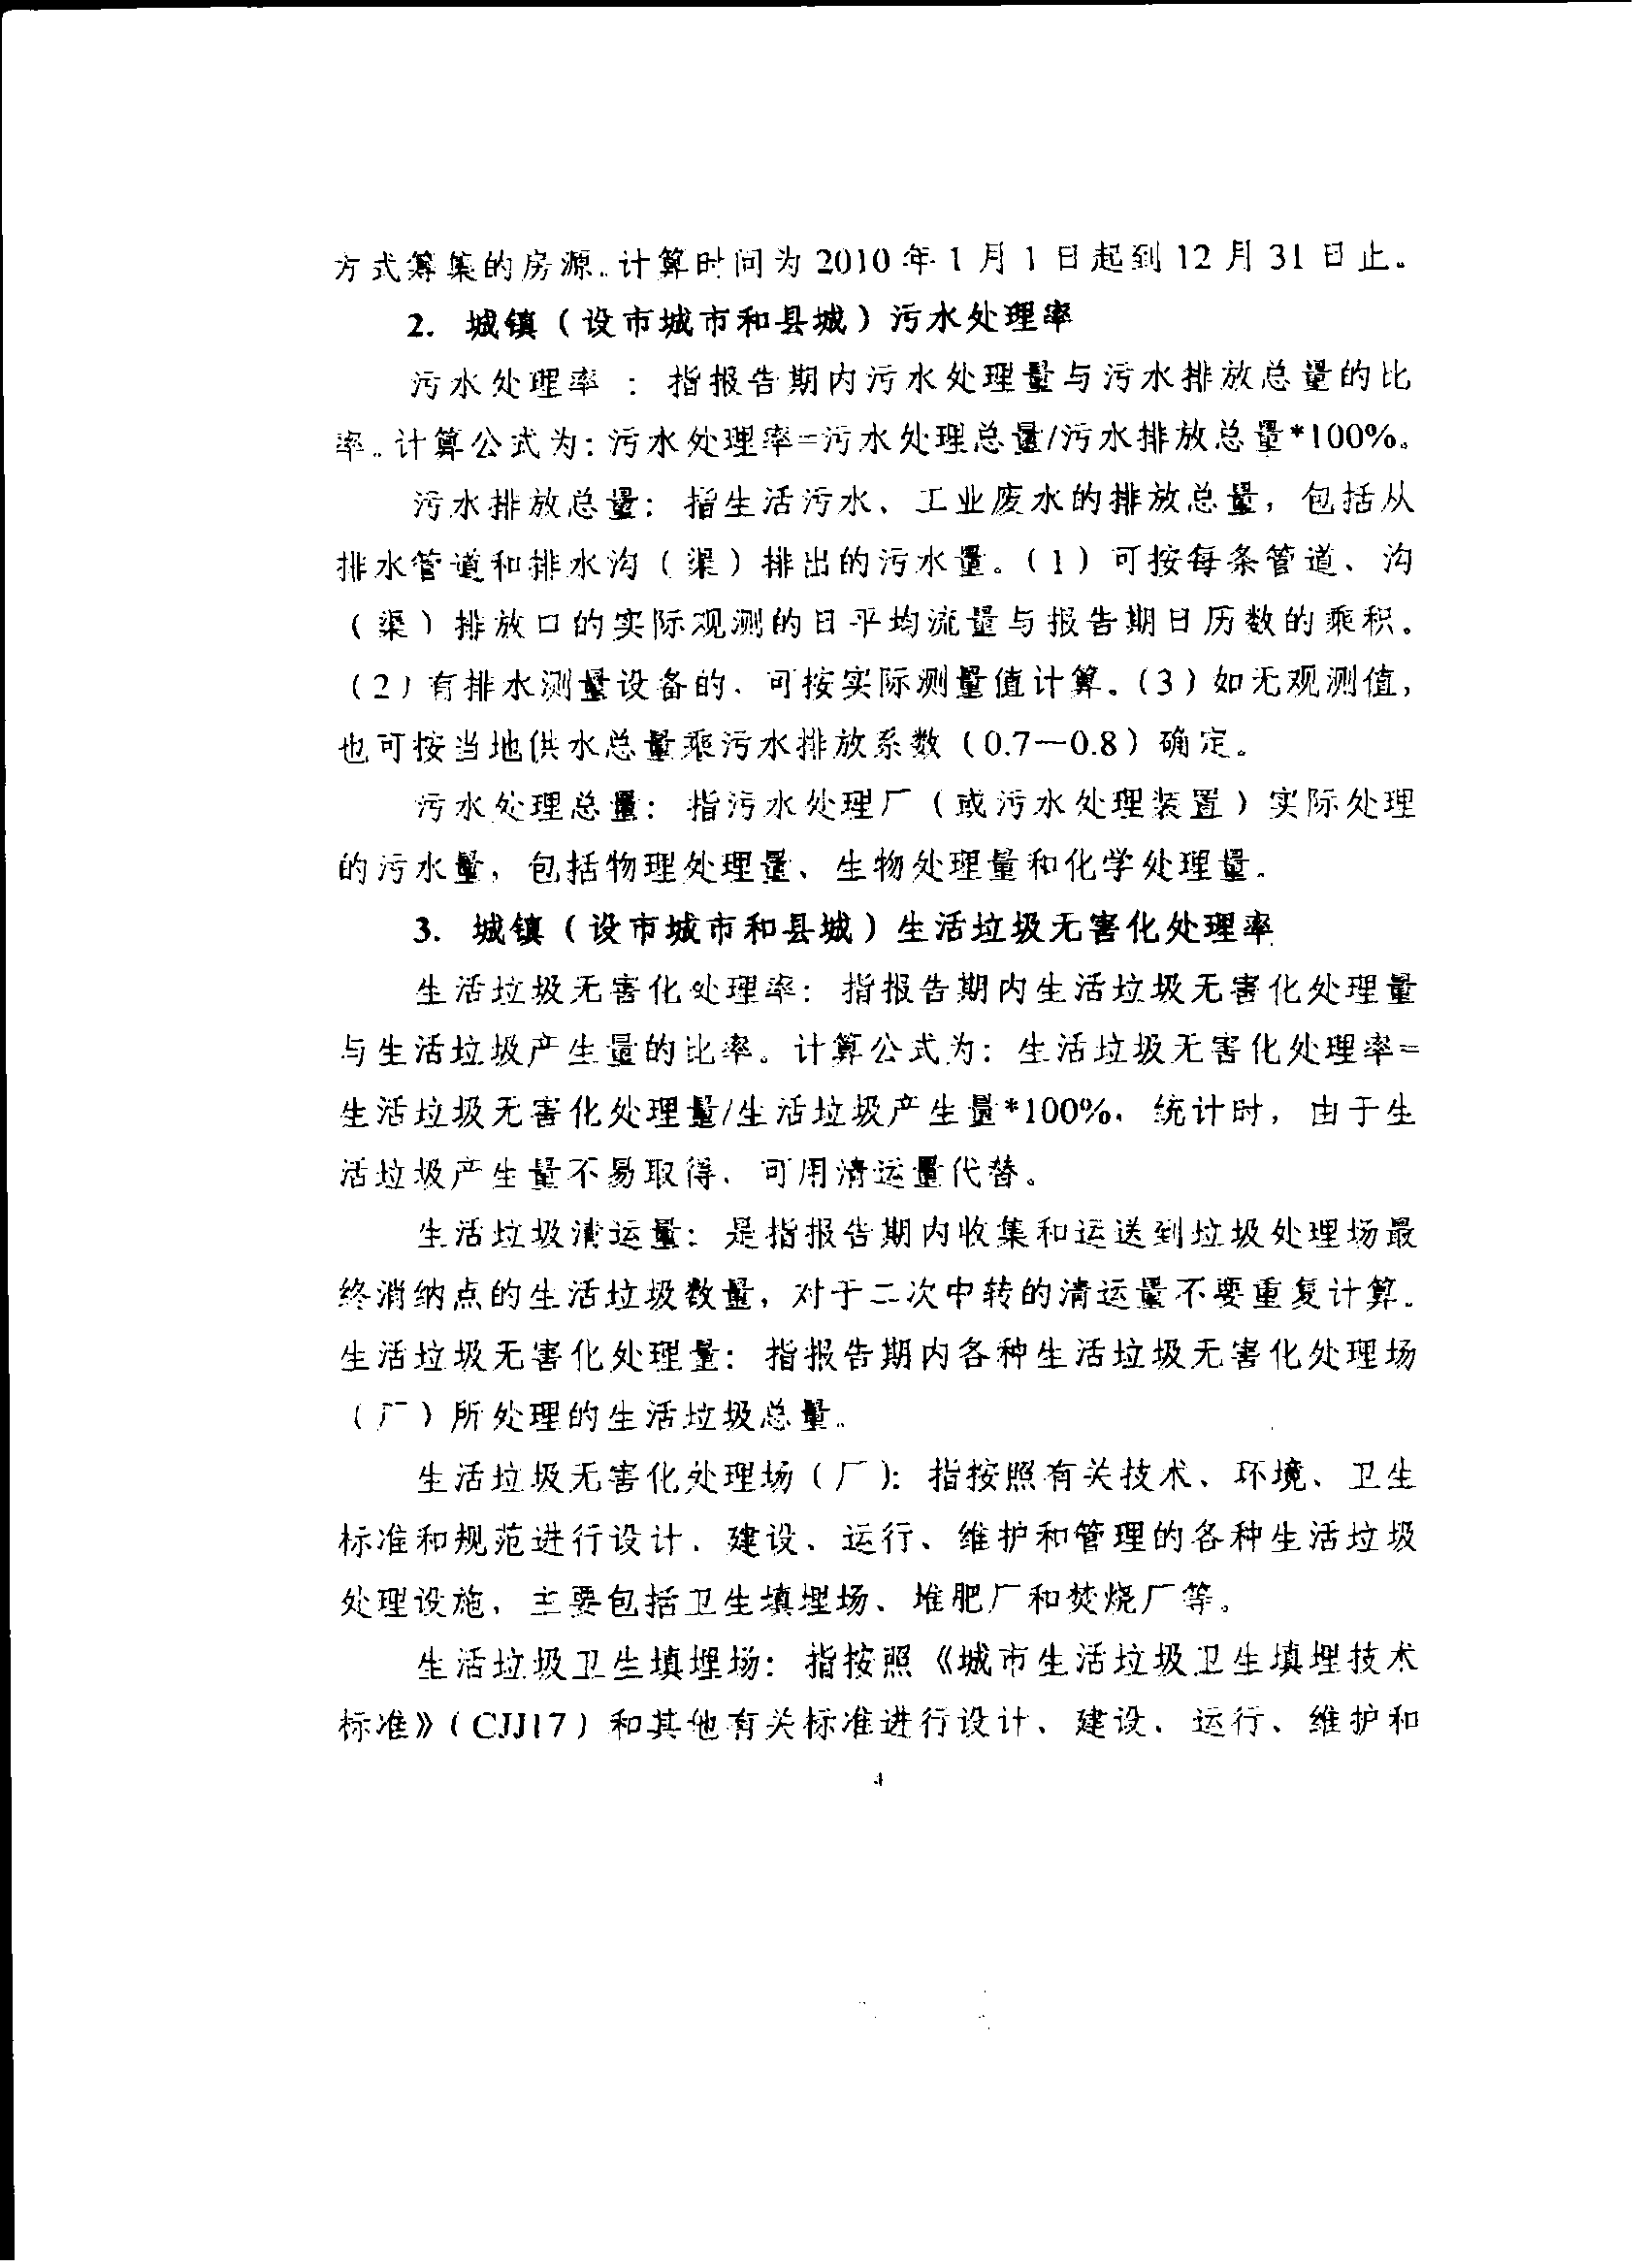 方式筹集的房源。计算时间为 2010 年 1 月 1 日起到 12 月 31 日止。
2. 城镇（设市城市和县城）污水处理率
污水处理率 ：指报告期内污水处理量与污水排放总量的比
率。计算公式为：污水处理率=污水处理总量/污水排放总量*100%。
污水排放总量：指生活污水、工业废水的排放总量，包括从
排水管道和排水沟（渠）排出的污水量。（1）可按每条管道、沟
（渠）排放口的实际观测的日平均流量与报告期日历数的乘积。
（2）有排水测量设备的，可按实际测量值计算。（3）如无观测值，
也可按当地供水总量乘污水排放系数（0.7—0.8）确定。
污水处理总量：指污水处理厂（或污水处理装置）实际处理
的污水量，包括物理处理量、生物处理量和化学处理量。
3. 城镇（设市城市和县城）生活垃圾无害化处理率
生活垃圾无害化处理率：指报告期内生活垃圾无害化处理量
与生活垃圾产生量的比率。计算公式为：生活垃圾无害化处理率=
生活垃圾无害化处理量/生活垃圾产生量*100%，统计时，由于生
活垃圾产生量不易取得，可用清运量代替。
生活垃圾清运量：是指报告期内收集和运送到垃圾处理场最
终消纳点的生活垃圾数量，对于二次中转的清运量不要重复计算。
生活垃圾无害化处理量：指报告期内各种生活垃圾无害化处理场
（厂）所处理的生活垃圾总量。
生活垃圾无害化处理场（厂）：指按照有关技术、环境、卫生
标准和规范进行设计、建设、运行、维护和管理的各种生活垃圾
处理设施，主要包括卫生填埋场、堆肥厂和焚烧厂等。
生活垃圾卫生填埋场：指按照《城市生活垃圾卫生填埋技术
标准》（CJJ17）和其他有关标准进行设计、建设、运行、维护和
4